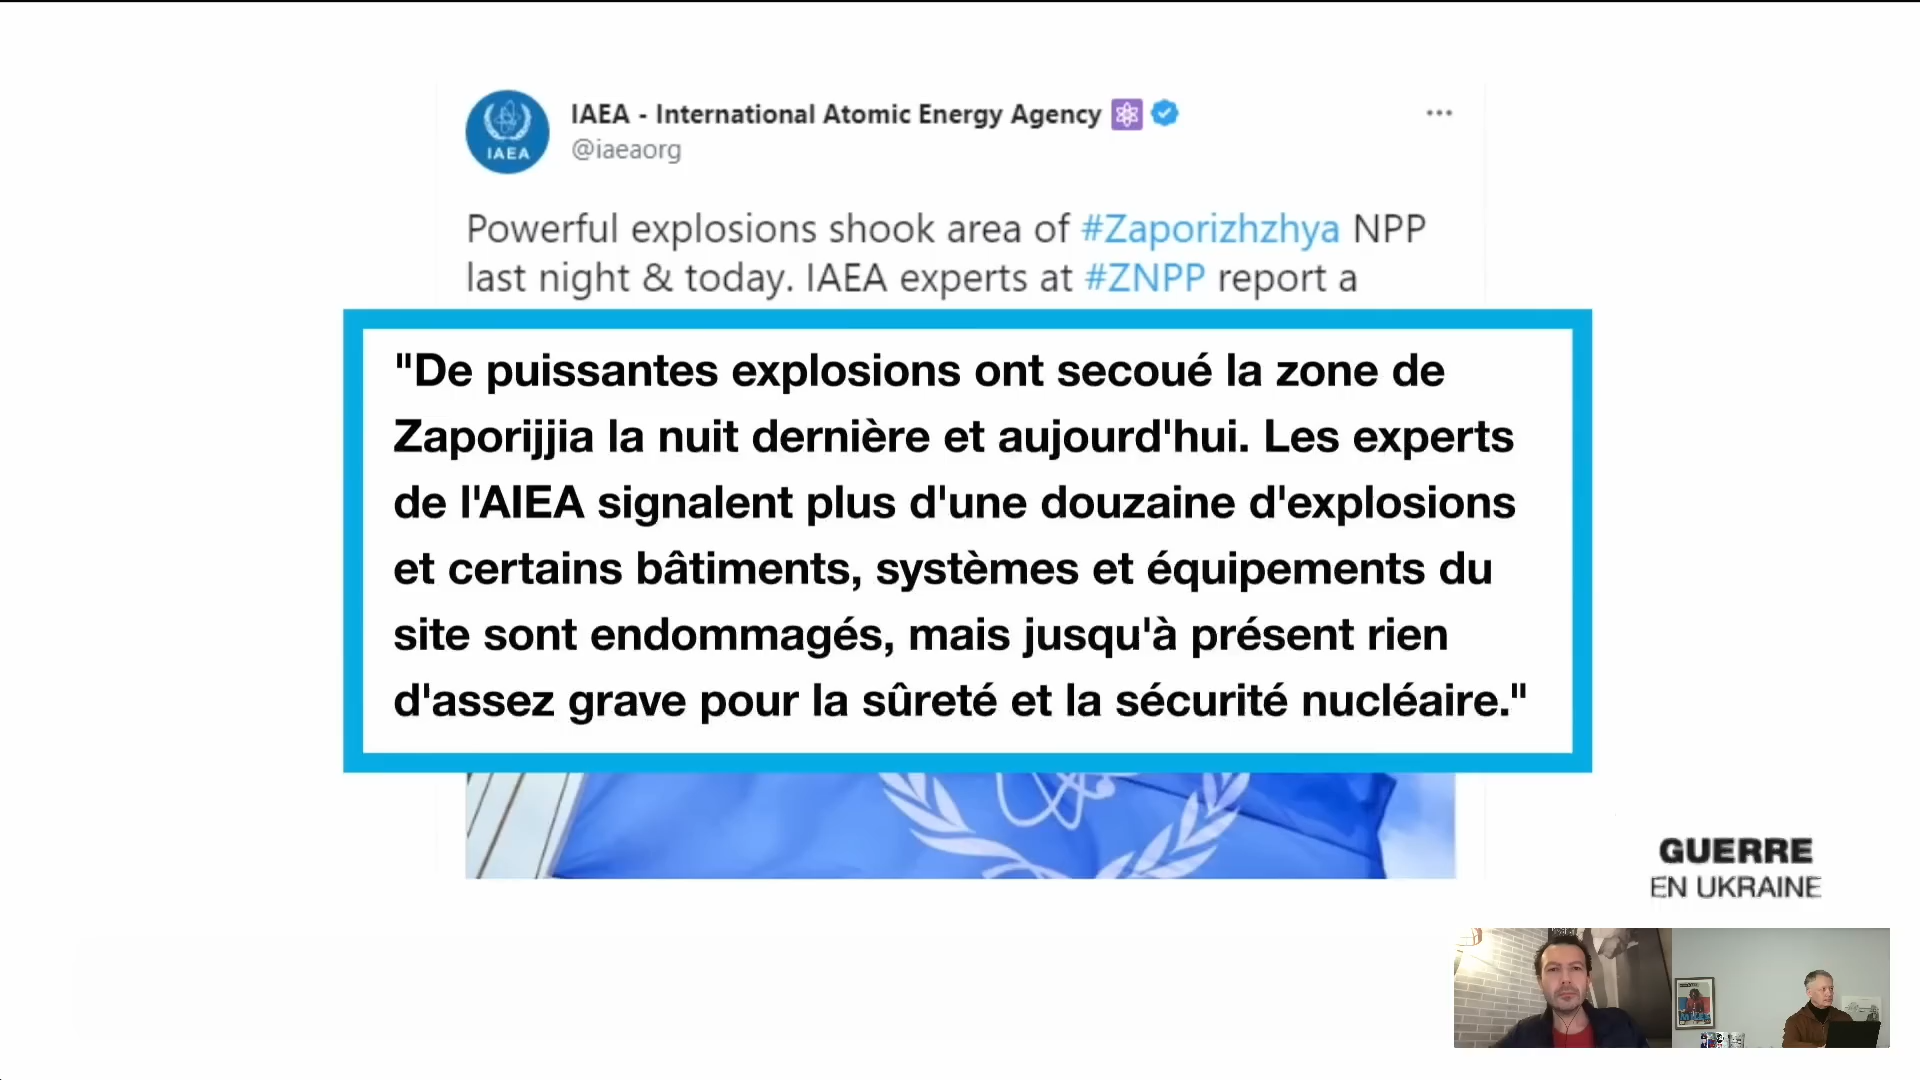 IAEA - International Atomic Energy Agency
@iaeaorg
IAEA
Powerful explosions shook area of #Zaporizhzhya NPP
last night & today. IAEA experts at #ZNPP report a
"De puissantes explosions ont secoué la zone de
Zaporijjia la nuit dernière et aujourd'hui. Les experts
de l'AIEA signalent plus d'une douzaine d'explosions
et certains bâtiments, systèmes et équipements du
site sont endommagés, mais jusqu'à présent rien
d'assez grave pour la sûreté et la sécurité nucléaire."
GUERRE
EN UKRAINE